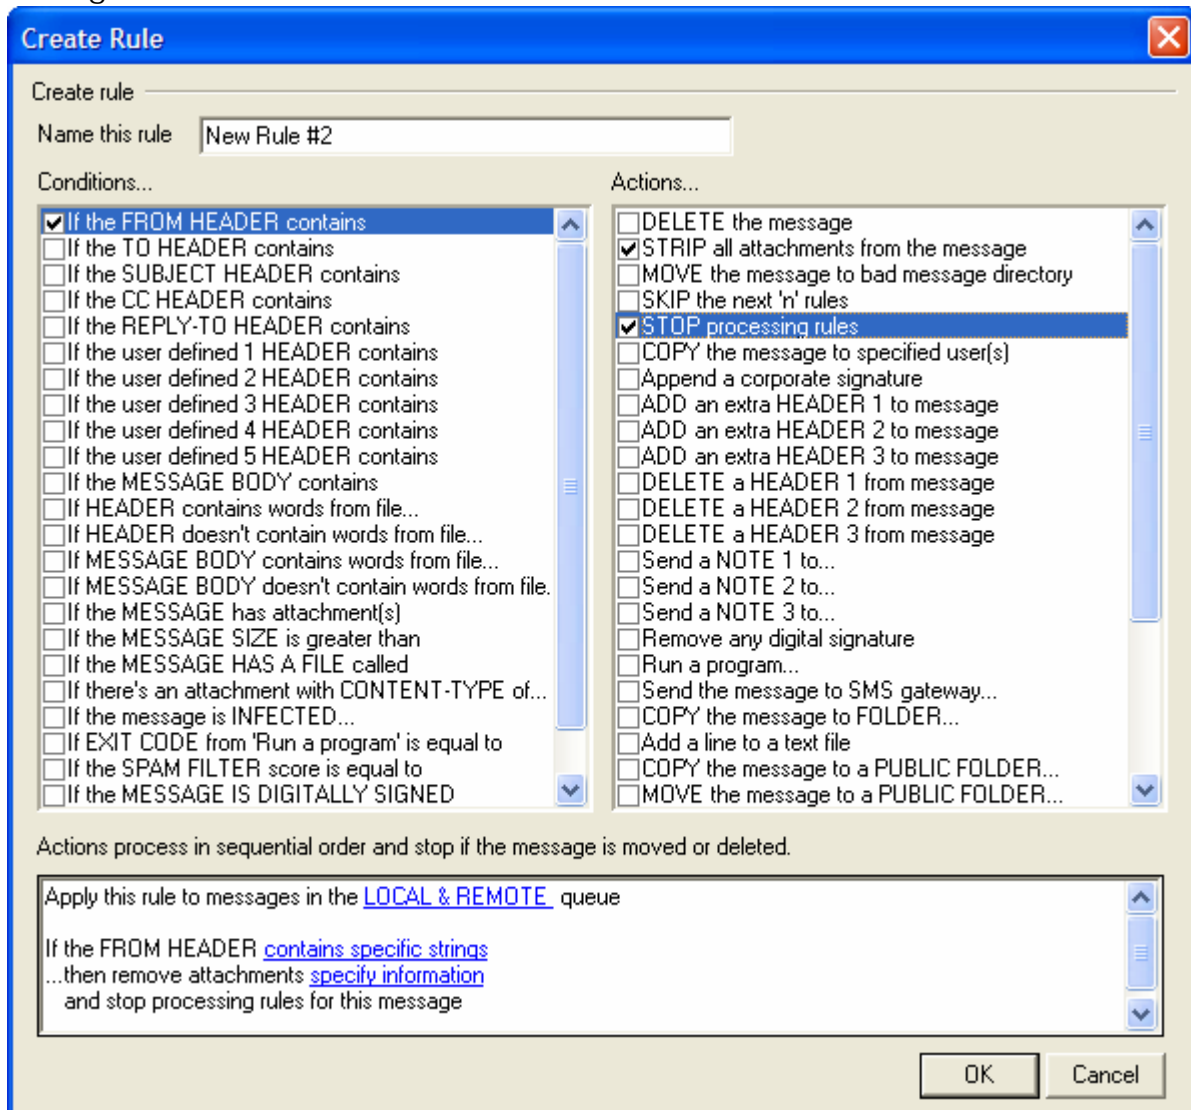 Create Rule
Create rule
Name this rule New Rule #2
Conditions...
If the FROM HEADER contains
If the TO HEADER contains
If the SUBJECT HEADER contains
If the CC HEADER contains
If the REPLY-TO HEADER contains
If the user defined 1 HEADER contains
If the user defined 2 HEADER contains
If the user defined 3 HEADER contains
If the user defined 4 HEADER contains
If the user defined 5 HEADER contains
If the MESSAGE BODY contains
If HEADER contains words from file...
If HEADER doesn't contain words from file...
If MESSAGE BODY contains words from file...
If MESSAGE BODY doesn't contain words from file.
If the MESSAGE has attachment(s)
If the MESSAGE SIZE is greater than
If the MESSAGE HAS A FILE called
If there's an attachment with CONTENT-TYPE of...
If the message is INFECTED...
If EXIT CODE from 'Run a program' is equal to
If the SPAM FILTER score is equal to
If the MESSAGE IS DIGITALLY SIGNED
Actions...
DELETE the message
STRIP all attachments from the message
MOVE the message to bad message directory
SKIP the next 'n' rules
STOP processing rules
COPY the message to specified user(s)
Append a corporate signature
ADD an extra HEADER 1 to message
ADD an extra HEADER 2 to message
ADD an extra HEADER 3 to message
DELETE a HEADER 1 from message
DELETE a HEADER 2 from message
DELETE a HEADER 3 from message
Send a NOTE 1 to...
Send a NOTE 2 to...
Send a NOTE 3 to...
Remove any digital signature
Run a program...
Send the message to SMS gateway...
COPY the message to FOLDER...
Add a line to a text file
COPY the message to a PUBLIC FOLDER...
MOVE the message to a PUBLIC FOLDER...
Actions process in sequential order and stop if the message is moved or deleted.
Apply this rule to messages in the LOCAL & REMOTE queue
If the FROM HEADER contains specific strings
...then remove attachments specify information
and stop processing rules for this message
OK Cancel